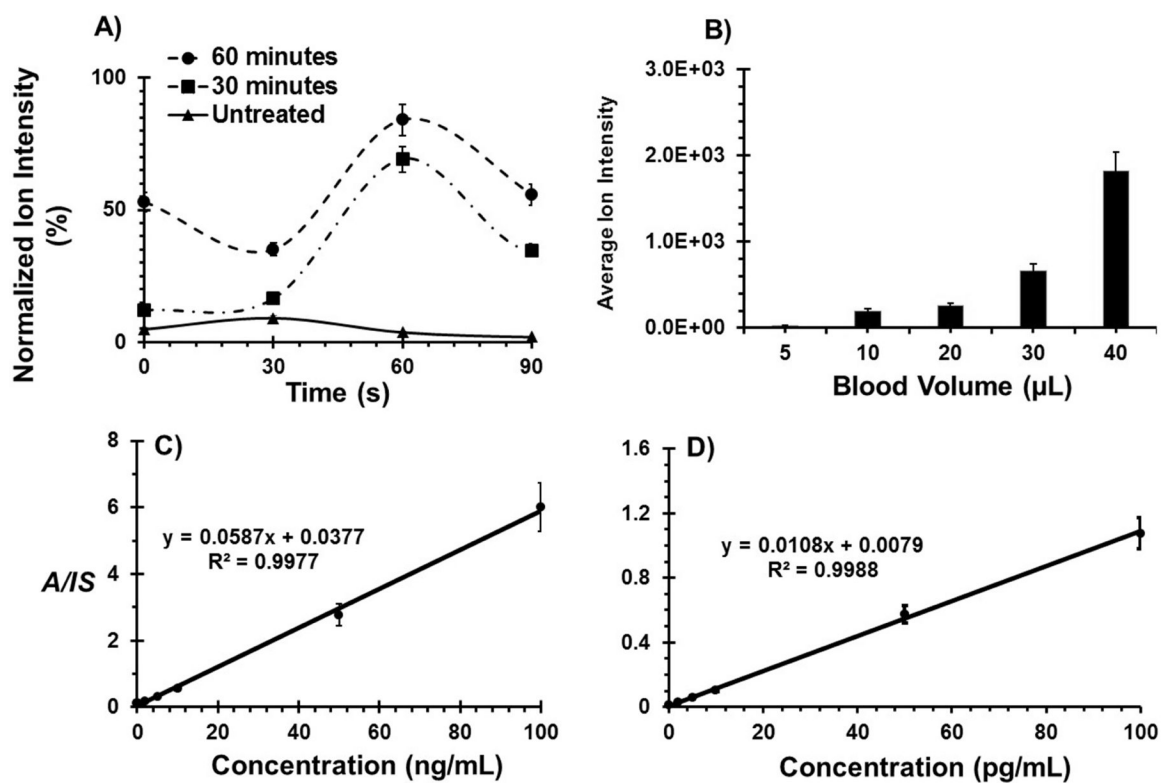 A)
60 minutes
30 minutes
Untreated
Normalized Ion Intensity
(%)
100
50
0
0 30 60 90
Time (s)
B)
Average Ion Intensity
3.0E+03
2.0E+03
1.0E+03
0.0E+00
5 10 20 30 40
Blood Volume (µL)
C)
8
6
4
2
0
A/IS
y = 0.0587x + 0.0377
R² = 0.9977
0 20 40 60 80 100
Concentration (ng/mL)
D)
1.6
1.2
0.8
0.4
0
y = 0.0108x + 0.0079
R² = 0.9988
0 20 40 60 80 100
Concentration (pg/mL)